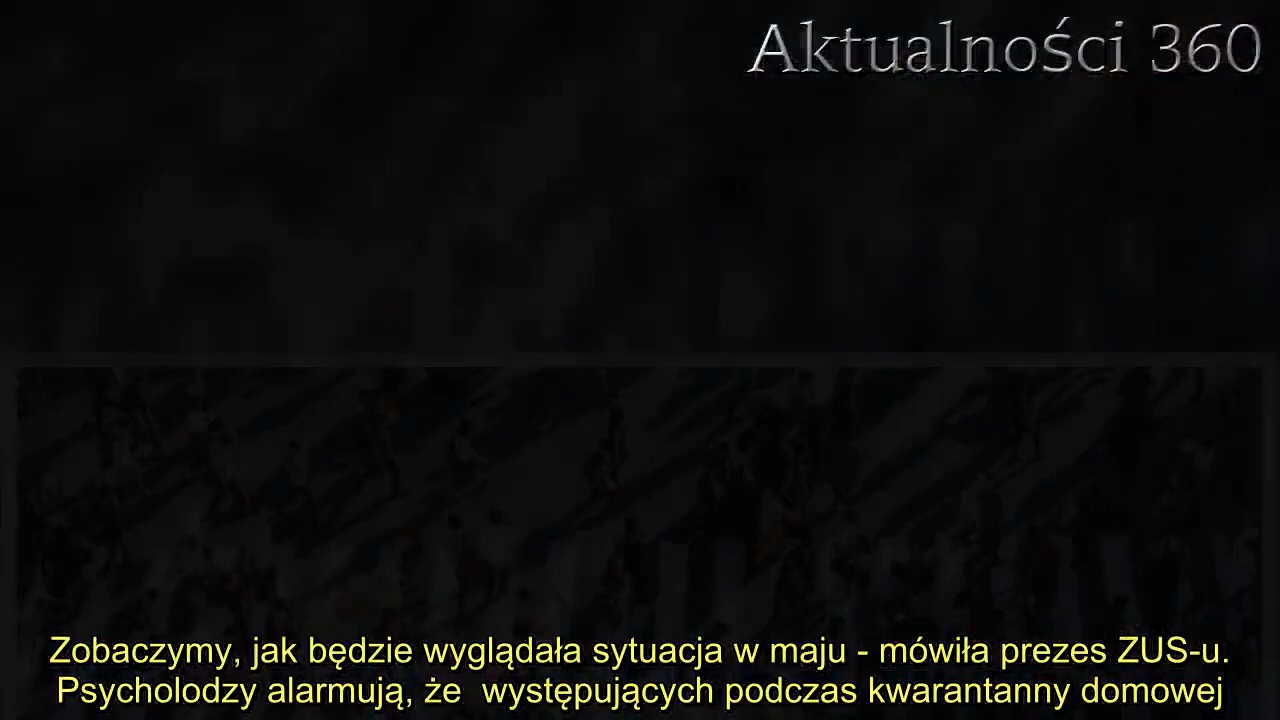 Aktualności 360
Zobaczymy, jak będzie wyglądała sytuacja w maju - mówiła prezes ZUS-u.
Psycholodzy alarmują, że  występujących podczas kwarantanny domowej